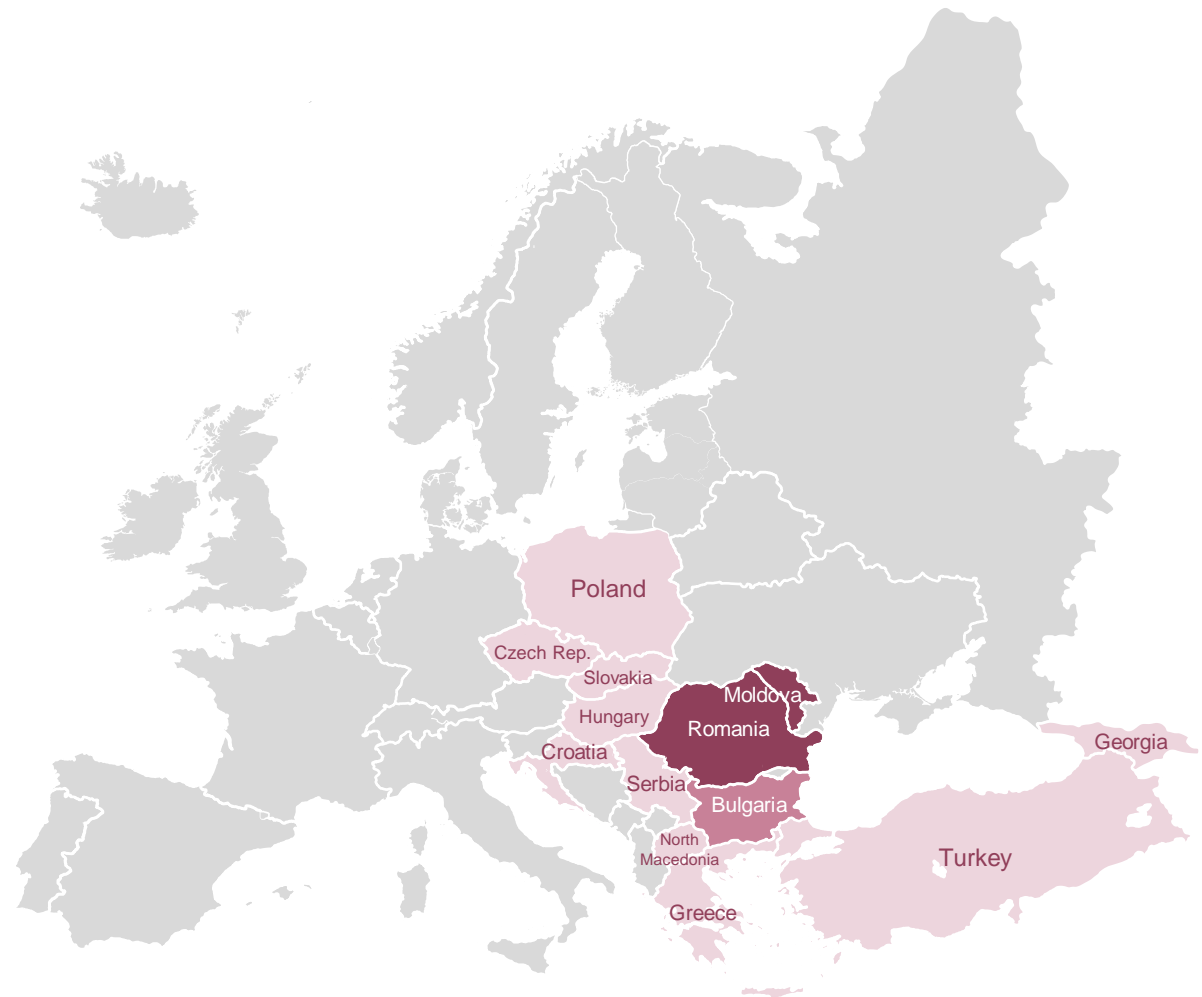 Poland
Czech Rep.
Slovakia
Moldova
Hungary
Romania
Georgia
Croatia
Serbia
Bulgaria
North
Macedonia
Turkey
Greece